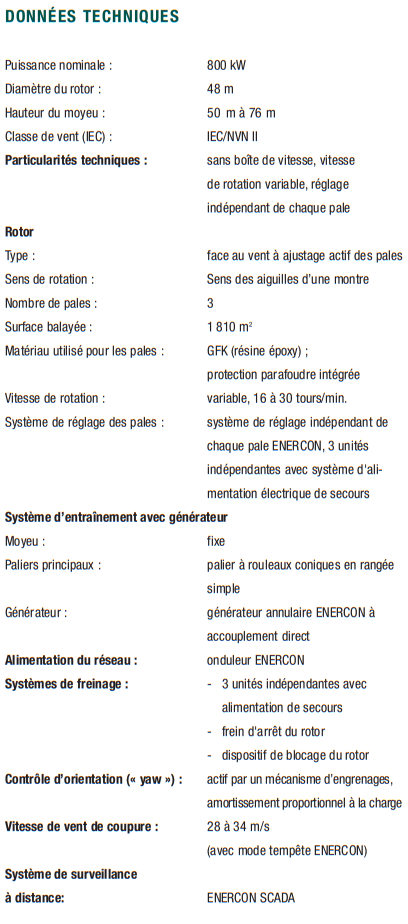 DONNÉES TECHNIQUES
Puissance nominale : 800 kW
Diamètre du rotor : 48 m
Hauteur du moyeu : 50 m à 76 m
Classe de vent (IEC) : IEC/NVN II
Particularités techniques : sans boîte de vitesse, vitesse
de rotation variable, réglage
indépendant de chaque pale
Rotor
Type : face au vent à ajustage actif des pales
Sens de rotation : Sens des aiguilles d'une montre
Nombre de pales : 3
Surface balayée : 1 810 m²
Matériau utilisé pour les pales : GFK (résine époxy) ;
protection parafoudre intégrée
Vitesse de rotation : variable, 16 à 30 tours/min.
Système de réglage des pales : système de réglage indépendant de
chaque pale ENERCON, 3 unités
indépendantes avec système d'ali-
mentation électrique de secours
Système d'entraînement avec générateur
Moyeu : fixe
Paliers principaux : palier à rouleaux coniques en rangée
simple
Générateur : générateur annulaire ENERCON à
accouplement direct
Alimentation du réseau : onduleur ENERCON
Systèmes de freinage : - 3 unités indépendantes avec
alimentation de secours
- frein d'arrêt du rotor
- dispositif de blocage du rotor
Contrôle d'orientation (« yaw ») : actif par un mécanisme d'engrenages,
amortissement proportionnel à la charge
Vitesse de vent de coupure : 28 à 34 m/s
(avec mode tempête ENERCON)
Système de surveillance
à distance: ENERCON SCADA